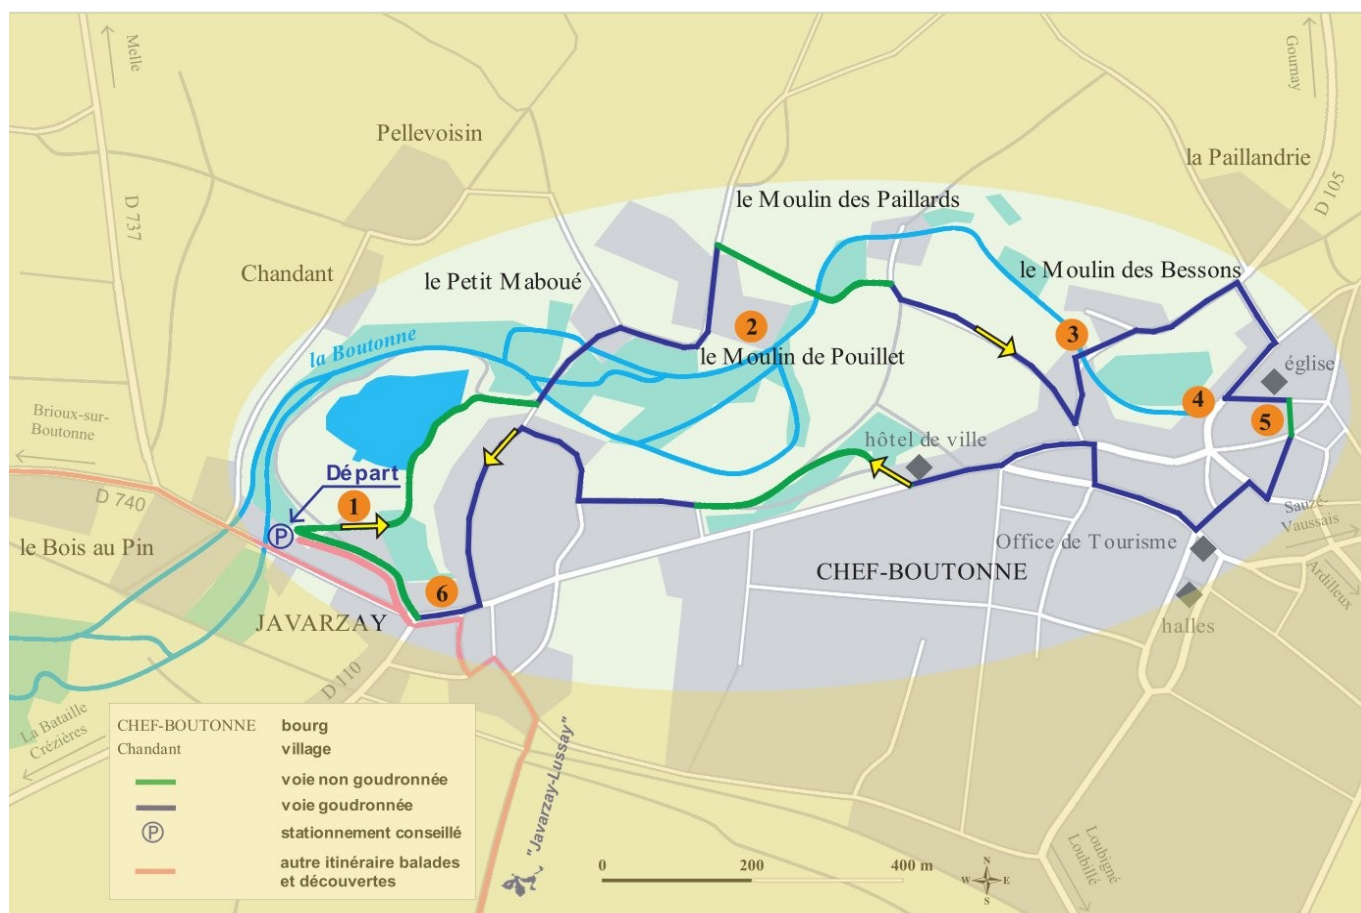 Melle
Gournay
Pellevoisin
la Paillandrie
le Moulin des Paillards
D 737
D 105
Chandant
le Petit Maboué
le Moulin des Bessons
2
3
la Boutonne
le Moulin de Pouillet
église
Brioux-sur-
Boutonne
4
5
hôtel de ville
Départ
1
D 740
P
Sauzé-
Vaussais
le Bois au Pin
Office de Tourisme
CHEF-BOUTONNE
Ardilleux
6
JAVARZAY
halles
D 110
La Bataille
Crézières
CHEF-BOUTONNE bourg
Chandant village
voie non goudronnée
voie goudronnée
P stationnement conseillé
autre itinéraire balades
et découvertes
"Javarzay-Lussay"
0 200 400 m
N
W E
S
Loubigné
Loubillé